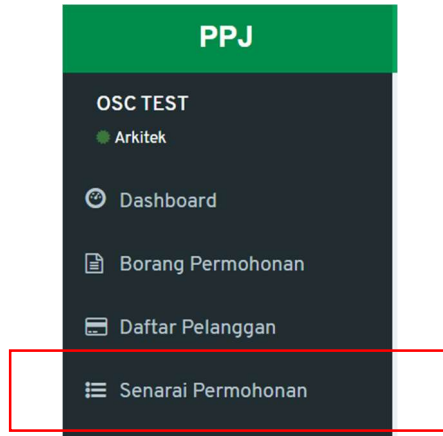 PPJ
OSC TEST
Arkitek
Dashboard
Borang Permohonan
Daftar Pelanggan
Senarai Permohonan